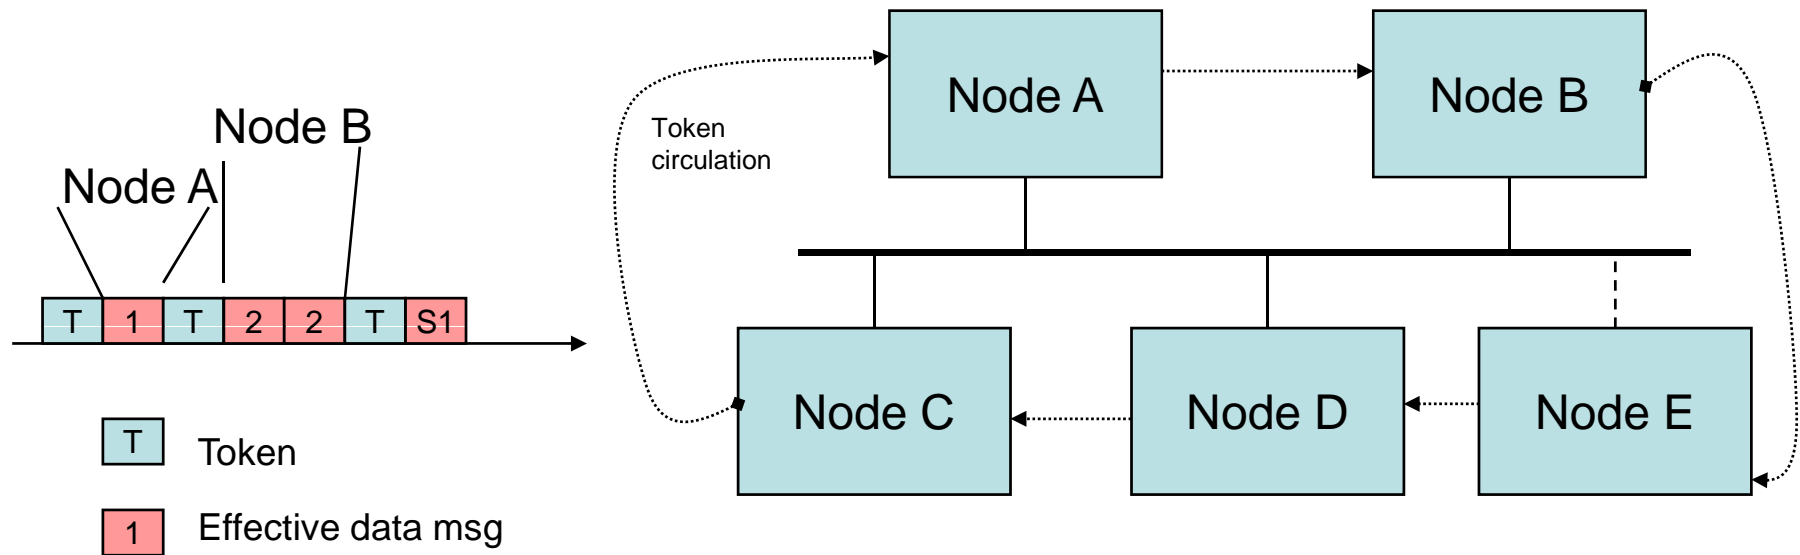 Node A
Node B
Token
circulation
Node B
Node A
T 1 T 2 2 T S1
Node C
Node D
Node E
T Token
1 Effective data msg